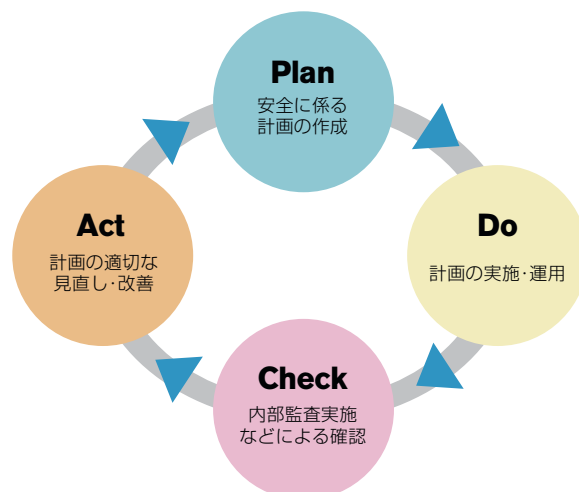 Plan
安全に係る
計画の作成
Do
計画の実施・運用
Check
内部監査実施
などによる確認
Act
計画の適切な
見直し・改善